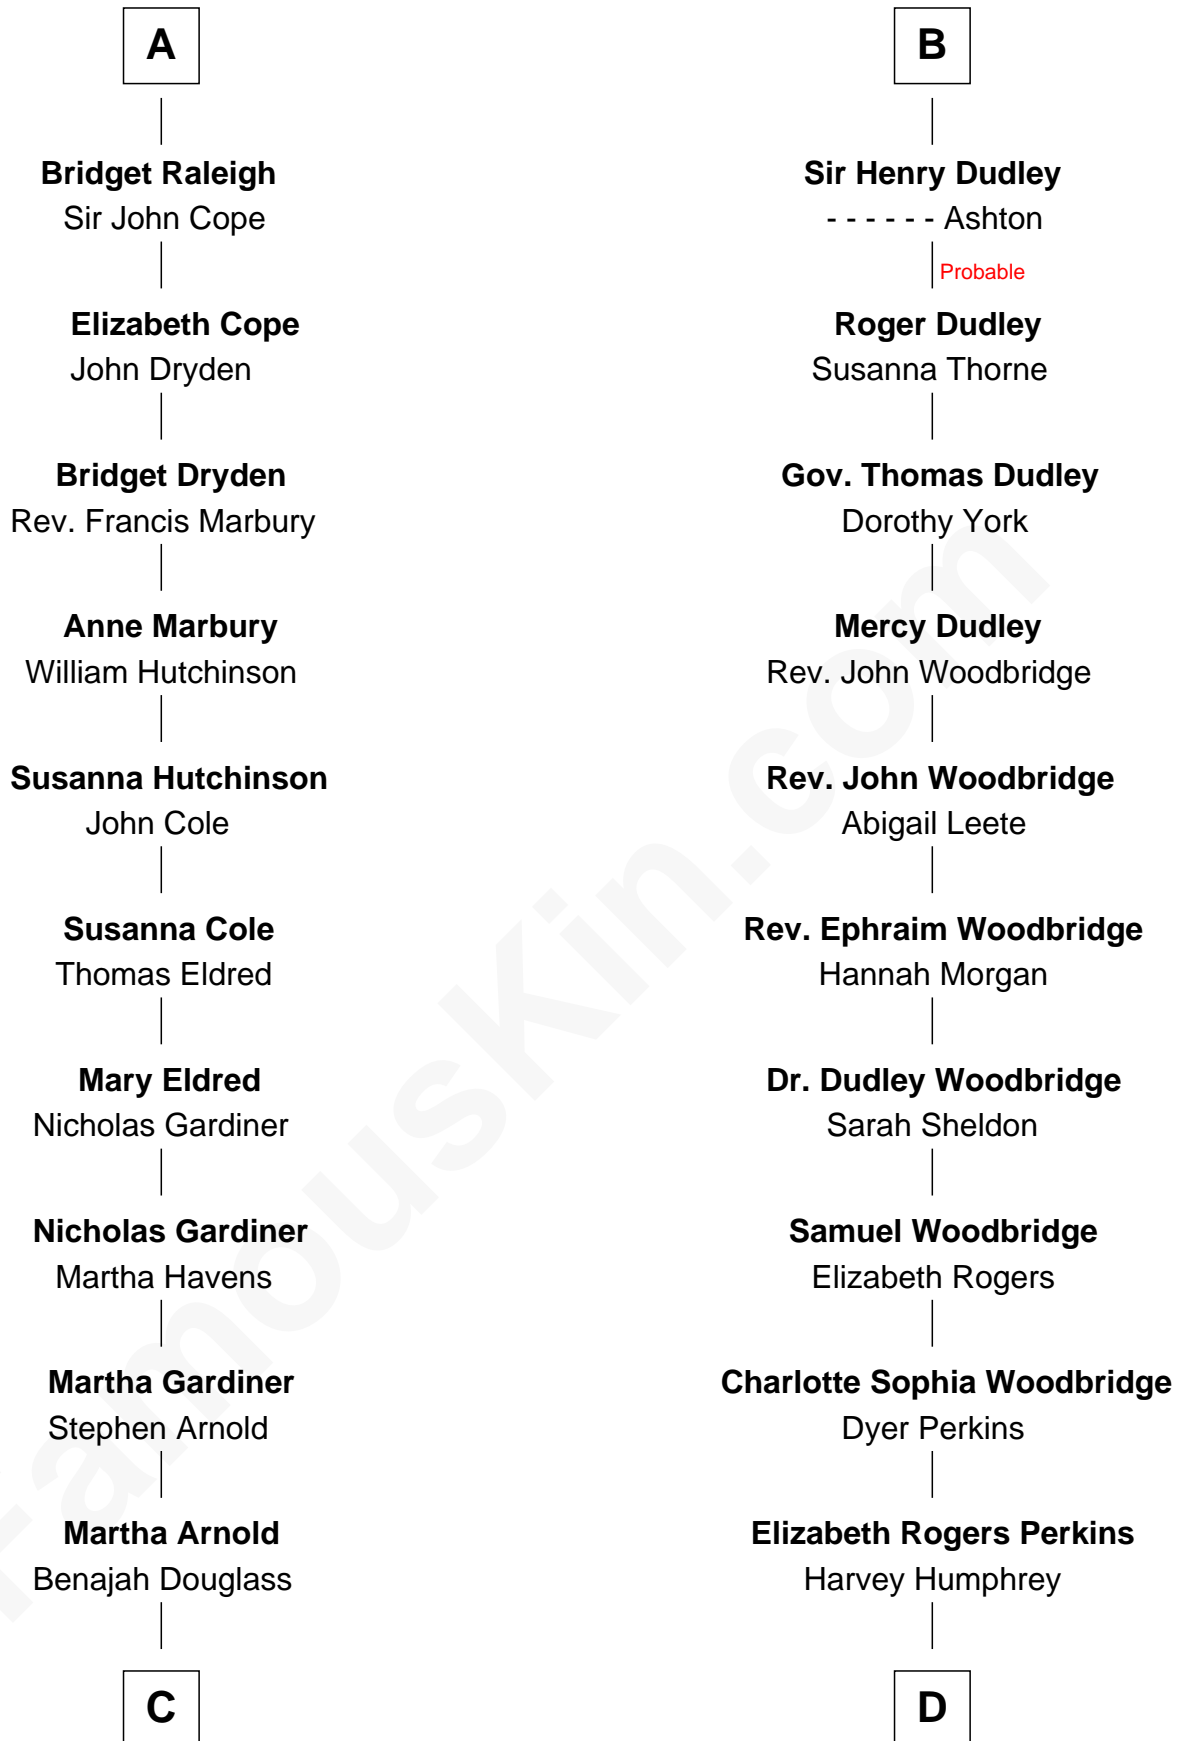 A
Bridget Raleigh
Sir John Cope
Elizabeth Cope
John Dryden
Bridget Dryden
Rev. Francis Marbury
Anne Marbury
William Hutchinson
Susanna Hutchinson
John Cole
Susanna Cole
Thomas Eldred
Mary Eldred
Nicholas Gardiner
Nicholas Gardiner
Martha Havens
Martha Gardiner
Stephen Arnold
Martha Arnold
Benajah Douglass
C
B
Sir Henry Dudley
- - - - - - Ashton
Probable
Roger Dudley
Susanna Thorne
Gov. Thomas Dudley
Dorothy York
Mercy Dudley
Rev. John Woodbridge
Rev. John Woodbridge
Abigail Leete
Rev. Ephraim Woodbridge
Hannah Morgan
Dr. Dudley Woodbridge
Sarah Sheldon
Samuel Woodbridge
Elizabeth Rogers
Charlotte Sophia Woodbridge
Dyer Perkins
Elizabeth Rogers Perkins
Harvey Humphrey
D
FamousKin.com